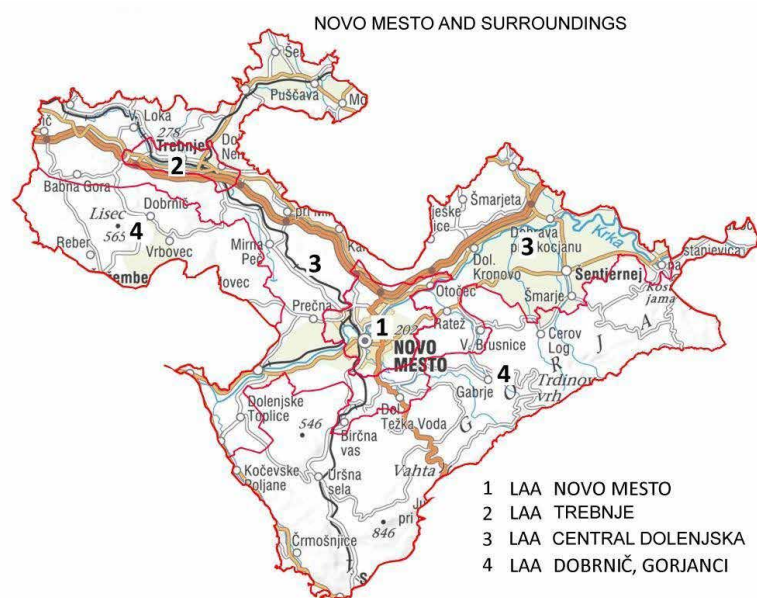 NOVO MESTO AND SURROUNDINGS
Puščava
Loka
278
Trebnje
2
Babna Gora
Dobrnič
Lisec
565
4
Reber
Vrbovec
Mirna
Peč
3
Prečna
Šmarjeta
3
Krka
Dol.
Kronovo
Šentjernej
Otočec
Šmarje
1
202
Ratež
NOVO
MESTO
V. Brusnice
Cerov
Log
4
Gabrje
Trdinov
vrh
G
O
R
J
A
Dolenjske
Toplice
546
Birčna
vas
Dol.
Težka Voda
Kočevske
Poljane
Uršna
sela
Vahta
846
pri
Črmošnjice
1 LAA NOVO MESTO
2 LAA TREBNJE
3 LAA CENTRAL DOLENJSKA
4 LAA DOBRNIČ, GORJANCI